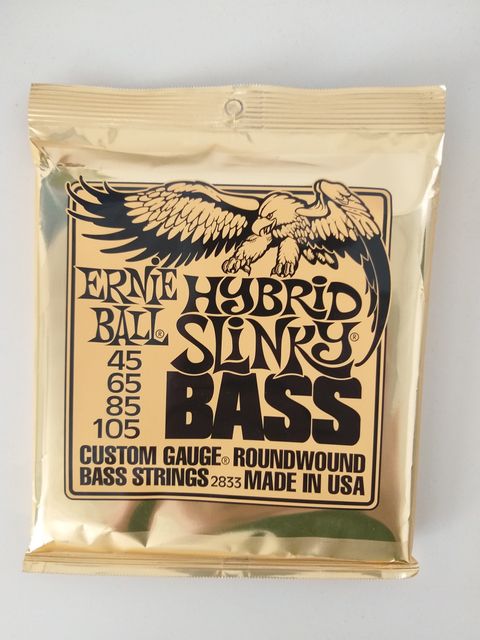 ERNIE BALL®
HYBRID SLINKY®
BASS
45
65
85
105
CUSTOM GAUGE® ROUNDWOUND
BASS STRINGS 2833 MADE IN USA